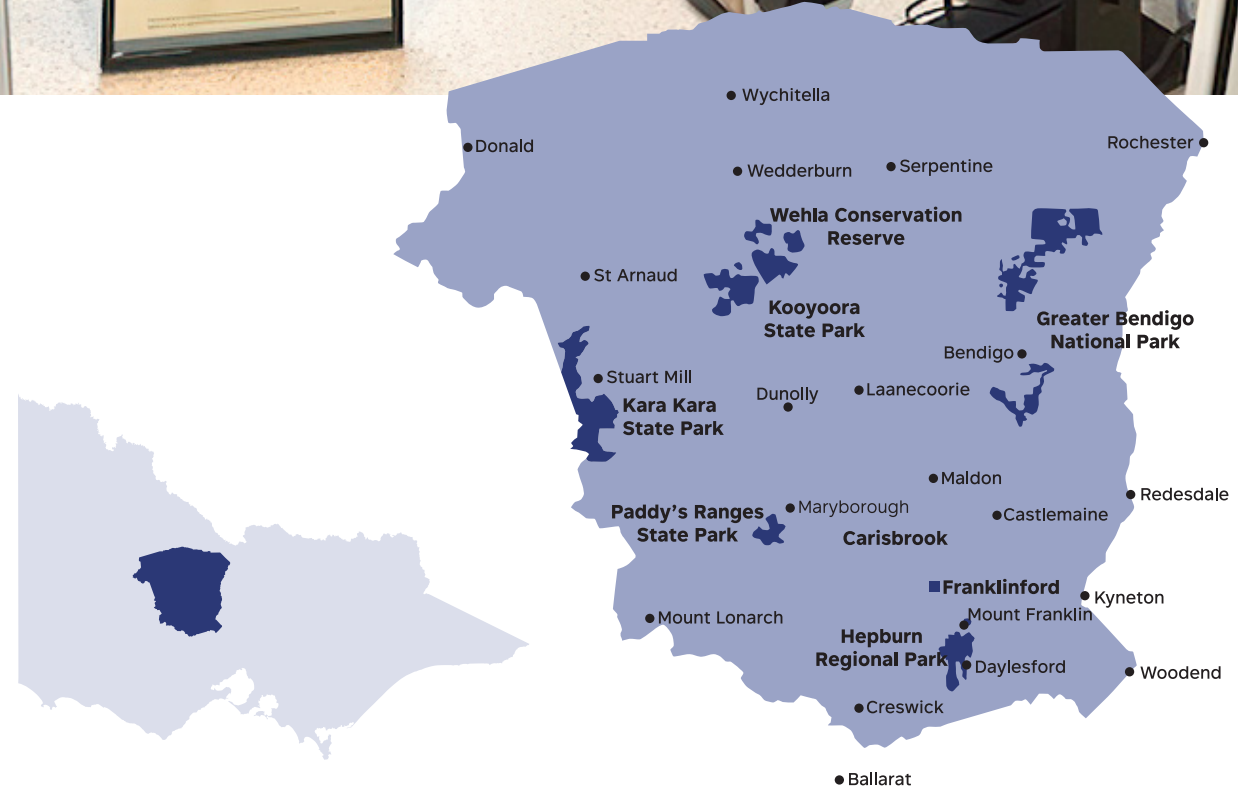 Wychitella
Donald
Rochester
Wedderburn
Serpentine
Wehla Conservation
Reserve
St Arnaud
Kooyoora
State Park
Greater Bendigo
National Park
Bendigo
Stuart Mill
Dunolly
Laanecoorie
Kara Kara
State Park
Maldon
Redesdale
Paddy's Ranges
State Park
Maryborough
Castlemaine
Carisbrook
Franklinford
Kyneton
Mount Lonarch
Mount Franklin
Hepburn
Regional Park
Daylesford
Woodend
Creswick
Ballarat